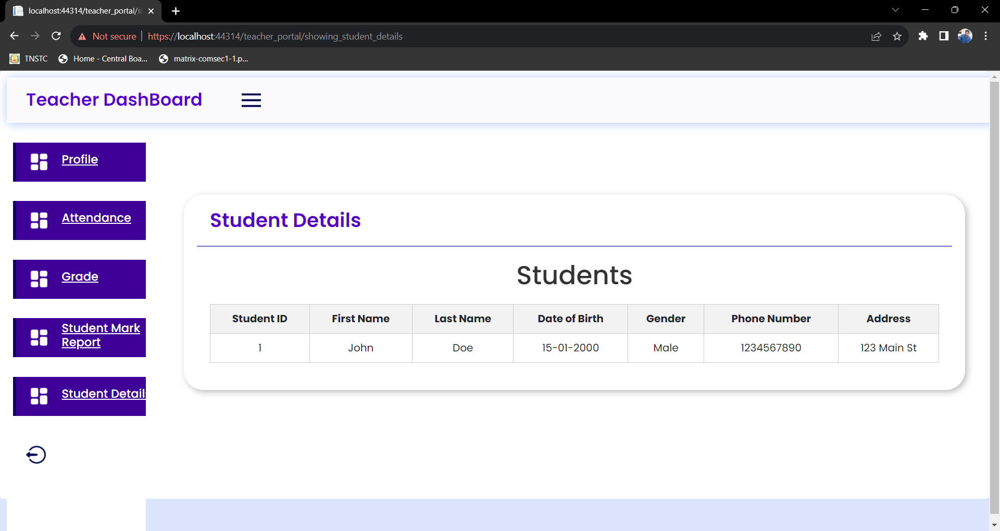 localhost:44314/teacher_portal/s
Not secure
https://localhost:44314/teacher_portal/showing_student_details
TNSTC
Home - Central Boa...
matrix-comsec1-1.p...
Teacher DashBoard
Profile
Attendance
Grade
Student Mark
Report
Student Details
Student Details
Students
Student ID First Name Last Name Date of Birth Gender Phone Number Address
1 John Doe 15-01-2000 Male 1234567890 123 Main St